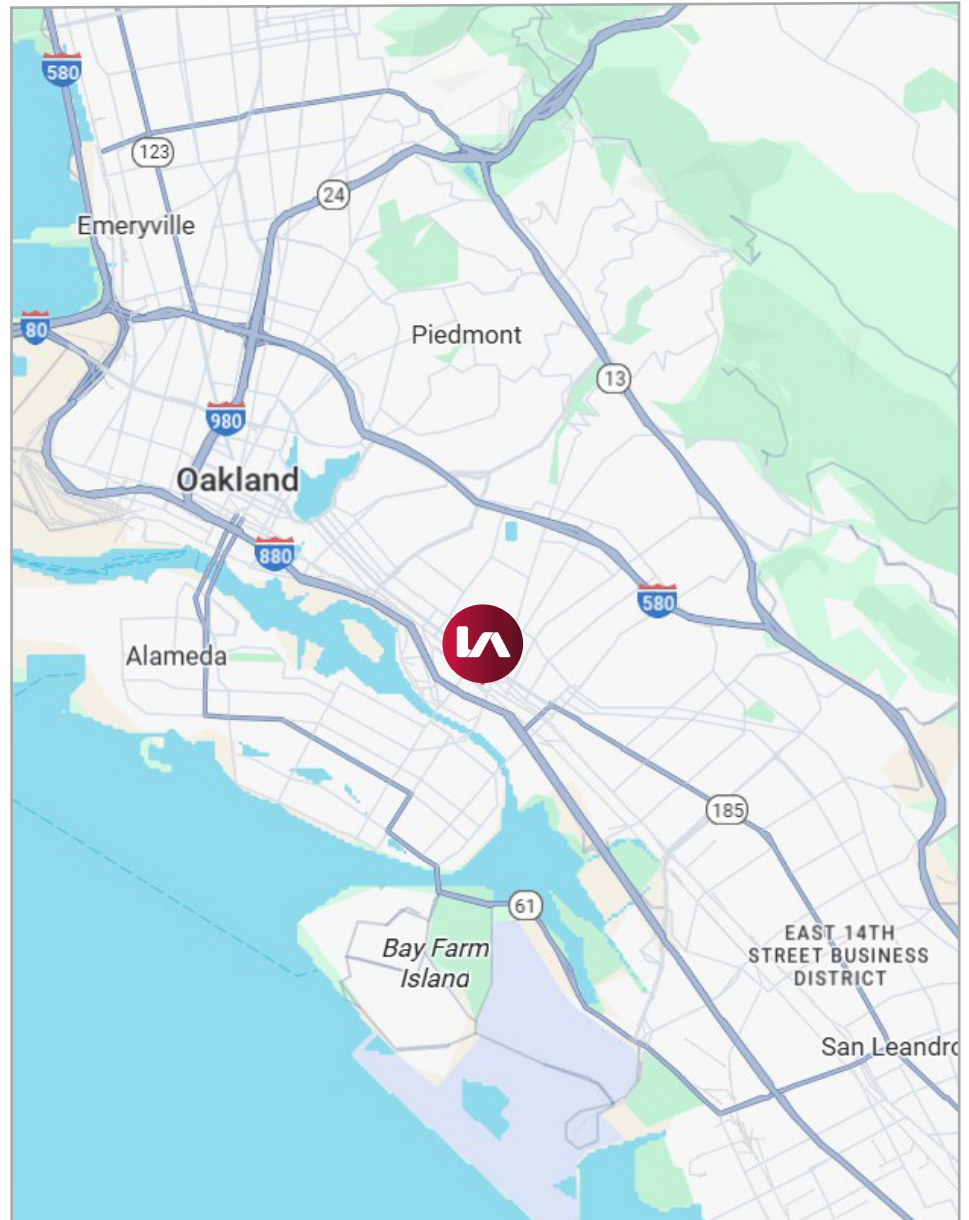 580
123
24
Emeryville
80
Piedmont
13
980
Oakland
880
580
Alameda
185
61
Bay Farm
Island
EAST 14TH
STREET BUSINESS
DISTRICT
San Leandro